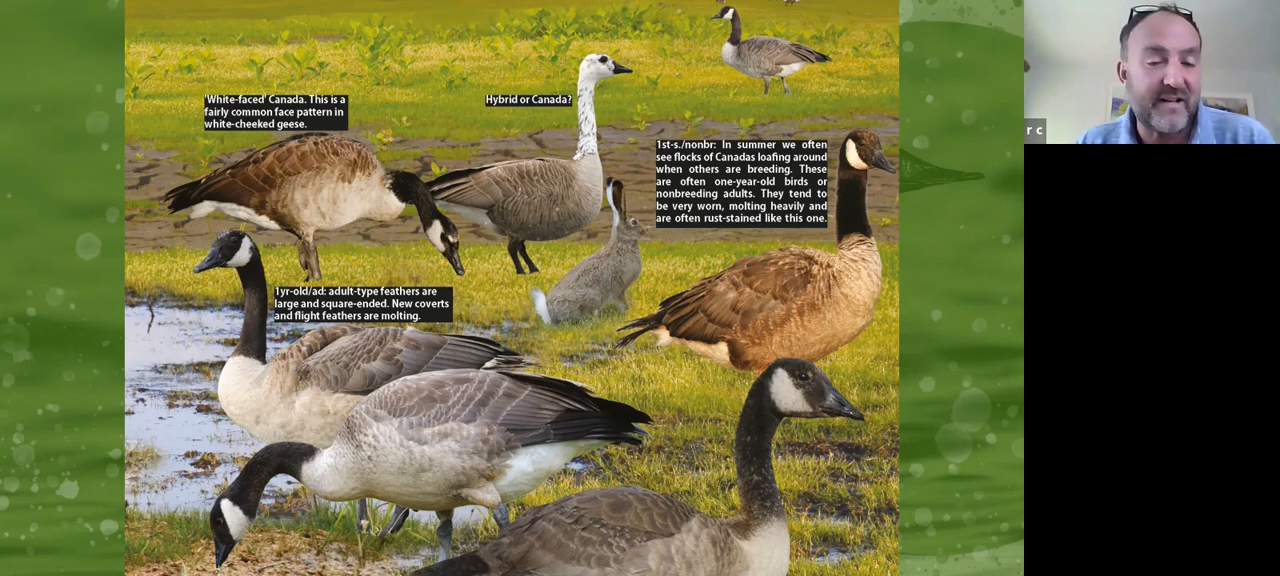 'White-faced' Canada. This is a
fairly common face pattern in
white-cheeked geese.
Hybrid or Canada?
1st-s./nonbr: In summer we often
see flocks of Canadas loafing around
when others are breeding. These
are often one-year-old birds or
nonbreeding adults. They tend to
be very worn, molting heavily and
are often rust-stained like this one.
1yr-old/ad: adult-type feathers are
large and square-ended. New coverts
and flight feathers are molting.
r c